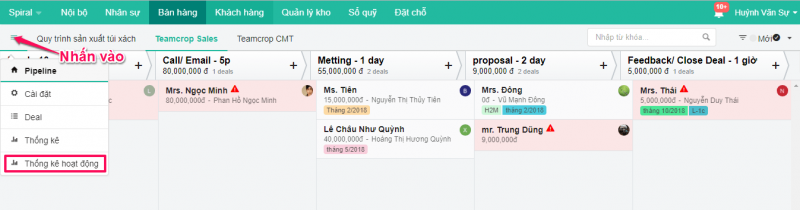 Spiral
Nội bộ
Nhân sự
Bán hàng
Khách hàng
Quản lý kho
Sổ quỹ
Đặt chỗ
10+
Huỳnh Văn Sự
Quy trình sản xuất túi xách
Teamcrop Sales
Teamcrop CMT
Nhập từ khóa...
Mới
Nhấn vào
Pipeline
Cài đặt
Deal
Thống kê
Thống kê hoạt động
L
Call/ Email - 5p
80,000,000 đ 1 deals
Mrs. Ngọc Minh
80,000,000đ - Phan Hồ Ngọc Minh
Metting - 1 day
55,000,000 đ 2 deals
Ms. Tiên
B
15,000,000đ - Nguyễn Thị Thủy Tiên
Tháng 2/2018
Lê Châu Như Quỳnh
X
40,000,000đ - Hoàng Thị Hương Quỳnh
tháng 5/2018
proposal - 2 day
9,000,000 đ 2 deals
Mrs. Đông
0đ - Vũ Mạnh Đông
H2M tháng 2/2018
mr. Trung Dũng
9,000,000đ
Feedback/ Close Deal - 1 giờ
5,000,000 đ 1 deals
Mrs. Thái
N
5,000,000đ - Nguyễn Duy Thái
tháng 10/2018 L-1c